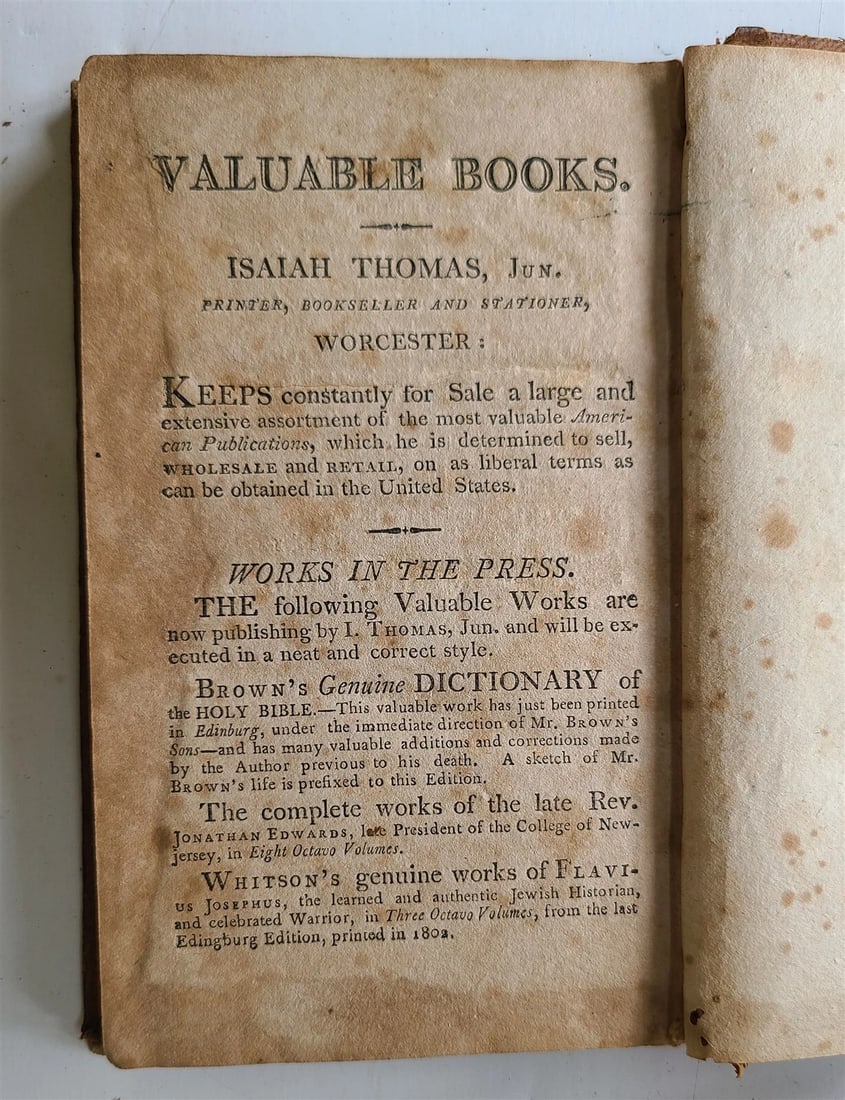 VALUABLE BOOKS.
ISAIAH THOMAS, JUN.
PRINTER, BOOKSELLER AND STATIONER,
WORCESTER:
KEEPS constantly for Sale a large and
extensive assortment of the most valuable Ameri-
can Publications, which he is determined to sell,
WHOLESALE and RETAIL, on as liberal terms as
can be obtained in the United States.
WORKS IN THE PRESS.
THE following Valuable Works are
now publishing by I. THOMAS, Jun. and will be ex-
ecuted in a neat and correct style.
BROWN'S Genuine DICTIONARY of
the HOLY BIBLE.—This valuable work has just been printed
in Edinburg, under the immediate direction of Mr. BROWN'S
Sons—and has many valuable additions and corrections made
by the Author previous to his death. A sketch of Mr.
BROWN'S life is prefixed to this Edition.
The complete works of the late Rev.
JONATHAN EDWARDS, late President of the College of New-
jersey, in Eight Octavo Volumes.
WHITSON'S genuine works of FLAVI-
US JOSEPHUS, the learned and authentic Jewish Historian,
and celebrated Warrior, in Three Octavo Volumes, from the last
Edingburg Edition, printed in 1802.